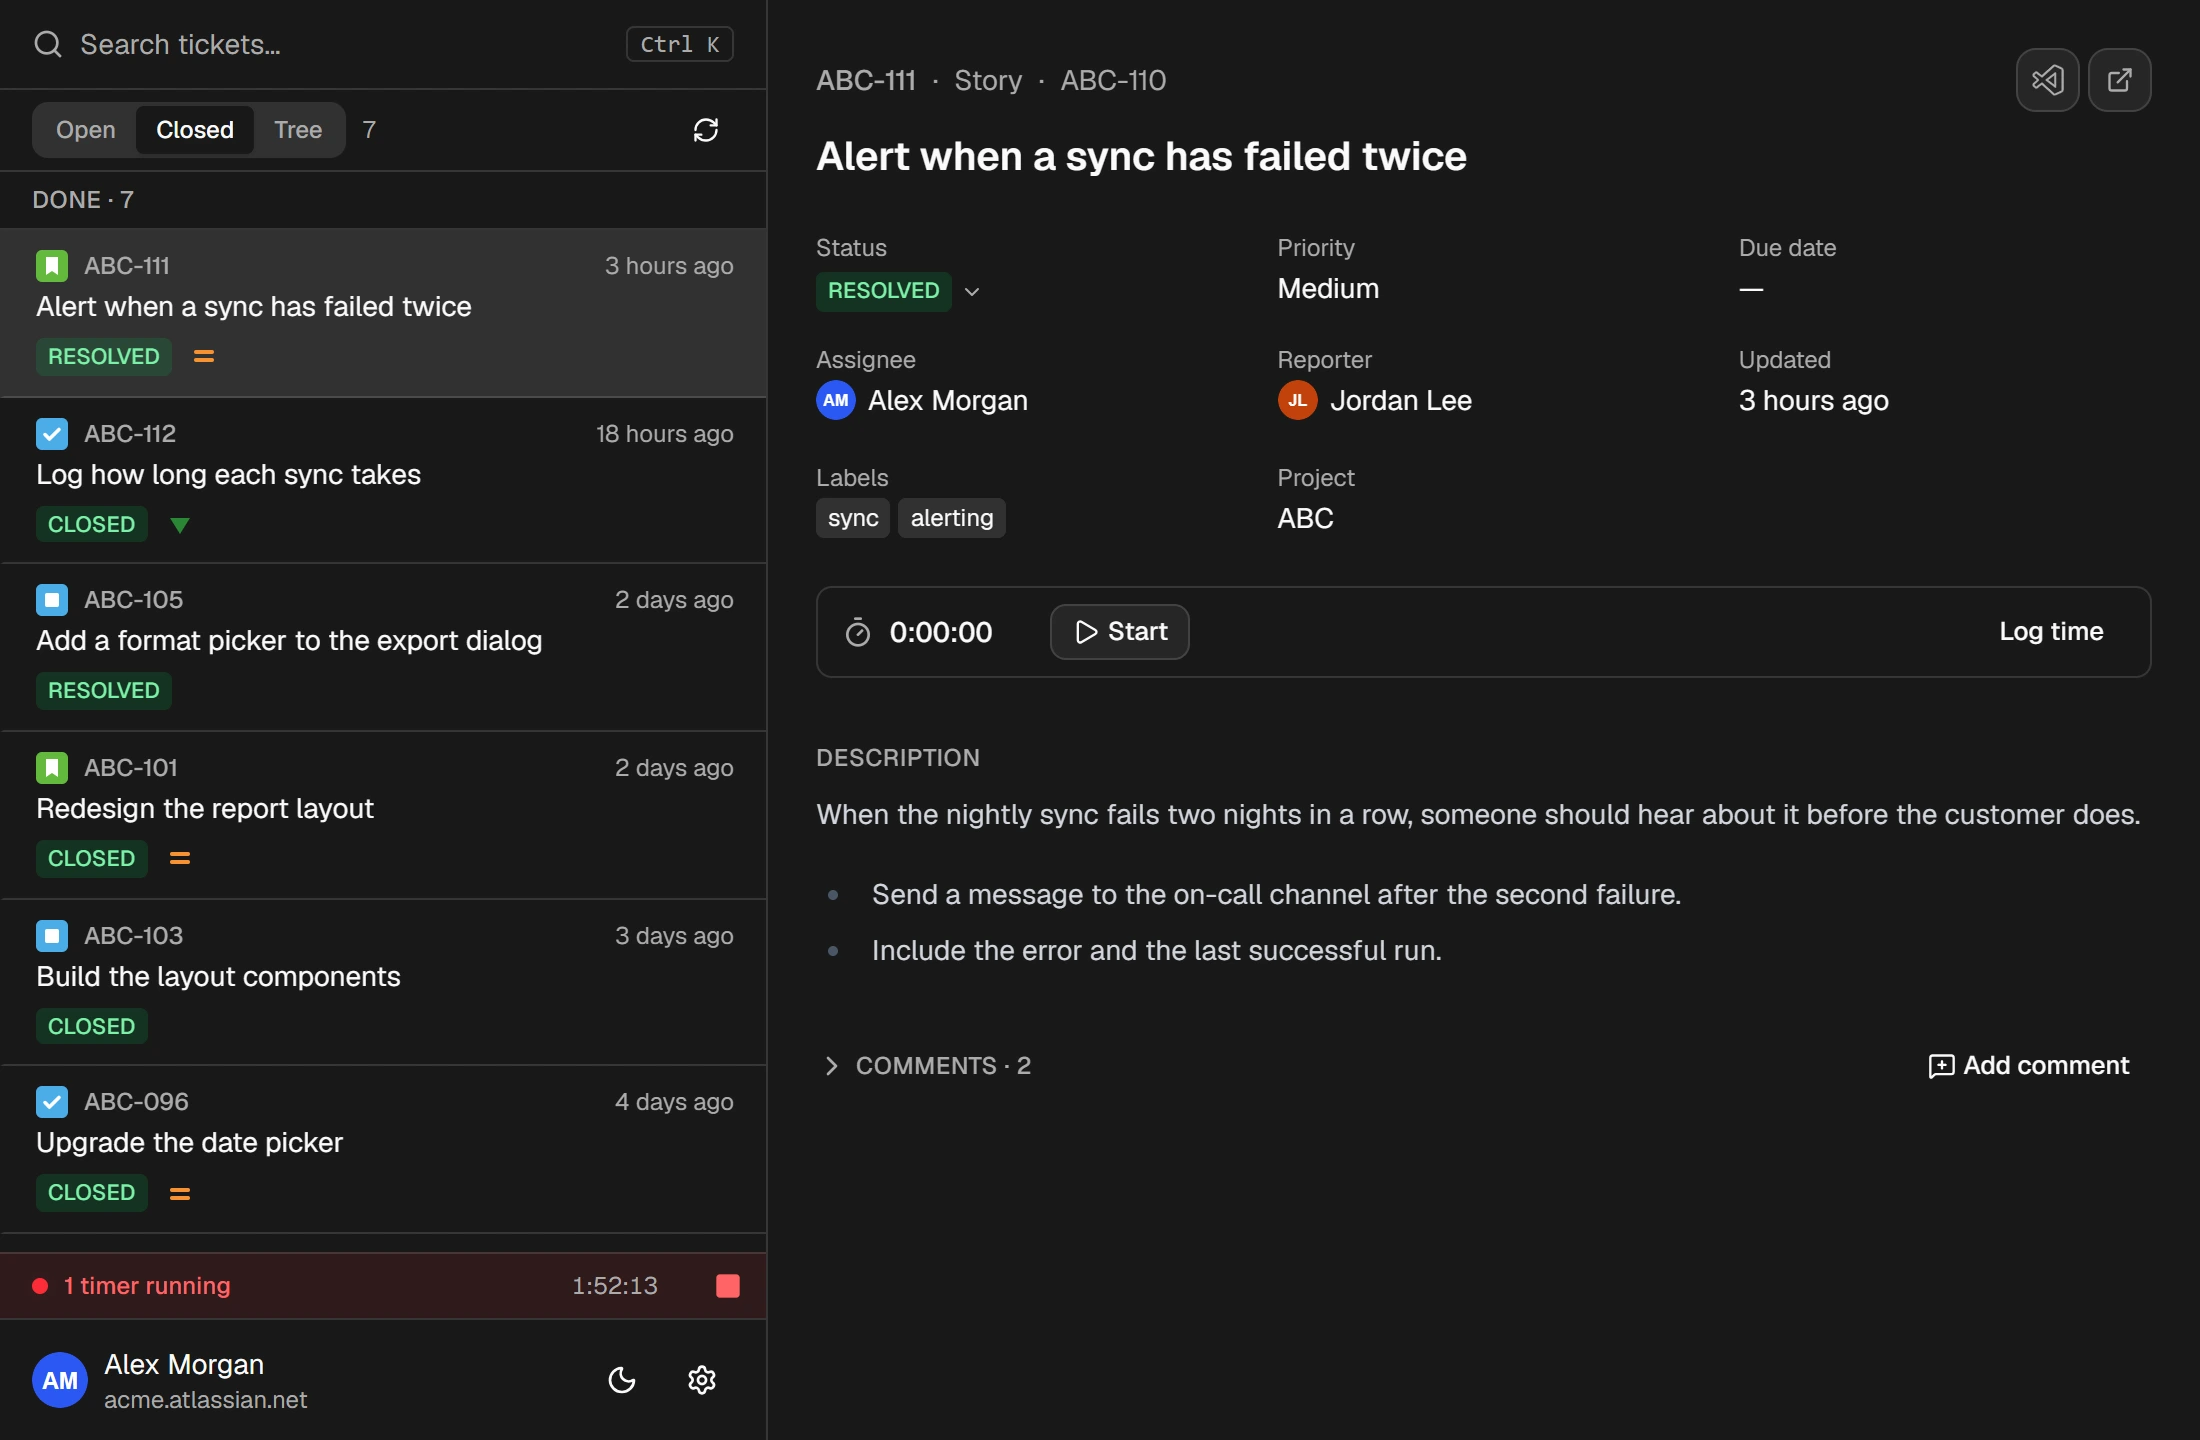 Search tickets...
Ctrl K
Open
Closed
Tree
7
DONE · 7
ABC-111
3 hours ago
Alert when a sync has failed twice
RESOLVED
ABC-112
18 hours ago
Log how long each sync takes
CLOSED
ABC-105
2 days ago
Add a format picker to the export dialog
RESOLVED
ABC-101
2 days ago
Redesign the report layout
CLOSED
ABC-103
3 days ago
Build the layout components
CLOSED
ABC-096
4 days ago
Upgrade the date picker
CLOSED
1 timer running
1:52:13
AM
Alex Morgan
acme.atlassian.net
ABC-111 · Story · ABC-110
Alert when a sync has failed twice
Status
RESOLVED
Priority
Medium
Due date
—
Assignee
AM Alex Morgan
Reporter
JL Jordan Lee
Updated
3 hours ago
Labels
sync
alerting
Project
ABC
0:00:00
Start
Log time
DESCRIPTION
When the nightly sync fails two nights in a row, someone should hear about it before the customer does.
• Send a message to the on-call channel after the second failure.
• Include the error and the last successful run.
COMMENTS · 2
Add comment